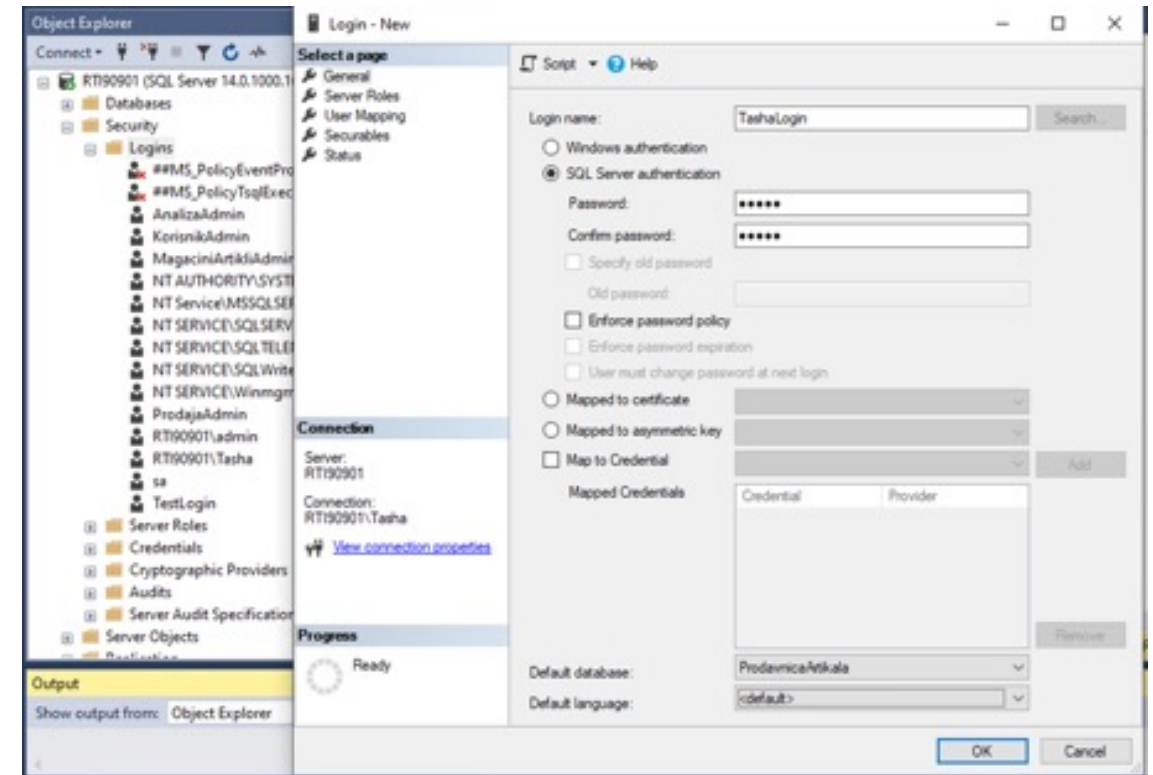 Object Explorer
Connect
RTI90901 (SQL Server 14.0.1000.1
Databases
Security
Logins
##MS_PolicyEventPro
##MS_PolicyTsqlExec
AnalizaAdmin
KorisnikAdmin
MagaciniArtikliAdmin
NT AUTHORITY\SYSTE
NT Service\MSSQLSER
NT SERVICE\SQLSERV
NT SERVICE\SQLTELE
NT SERVICE\SQLWrite
NT SERVICE\Winmgm
ProdajaAdmin
RTI90901\admin
RTI90901\Tasha
sa
TestLogin
Server Roles
Credentials
Cryptographic Providers
Audits
Server Audit Specification
Server Objects
Replication
Output
Show output from: Object Explorer
Login - New
Select a page
General
Server Roles
User Mapping
Securables
Status
Connection
Server:
RTI90901
Connection:
RTI90901\Tasha
View connection properties
Progress
Ready
Script Help
Login name: TashaLogin Search...
Windows authentication
SQL Server authentication
Password: •••••
Confirm password: •••••
Specify old password
Old password:
Enforce password policy
Enforce password expiration
User must change password at next login
Mapped to certificate
Mapped to asymmetric key
Map to Credential Add
Mapped Credentials Credential Provider
Remove
Default database: ProdavnicaArtikala
Default language: <default>
OK Cancel